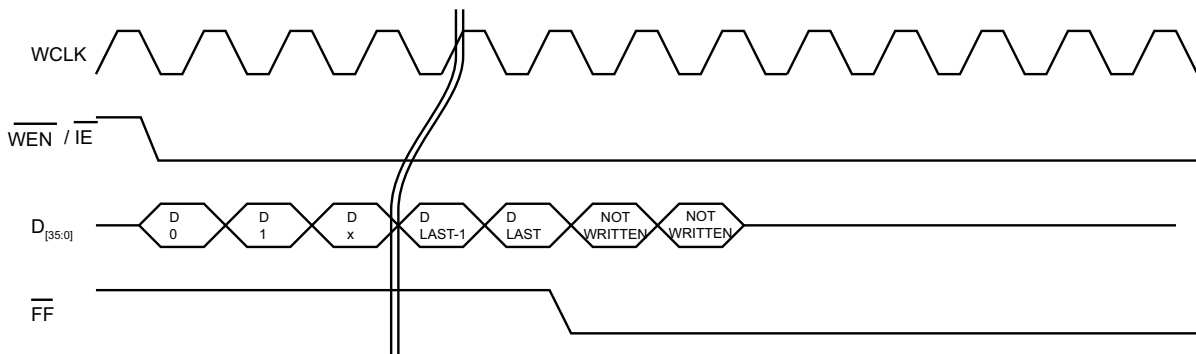 WCLK
WEN / IE
D[35:0]
D
0
D
1
D
x
D
LAST-1
D
LAST
NOT
WRITTEN
NOT
WRITTEN
FF